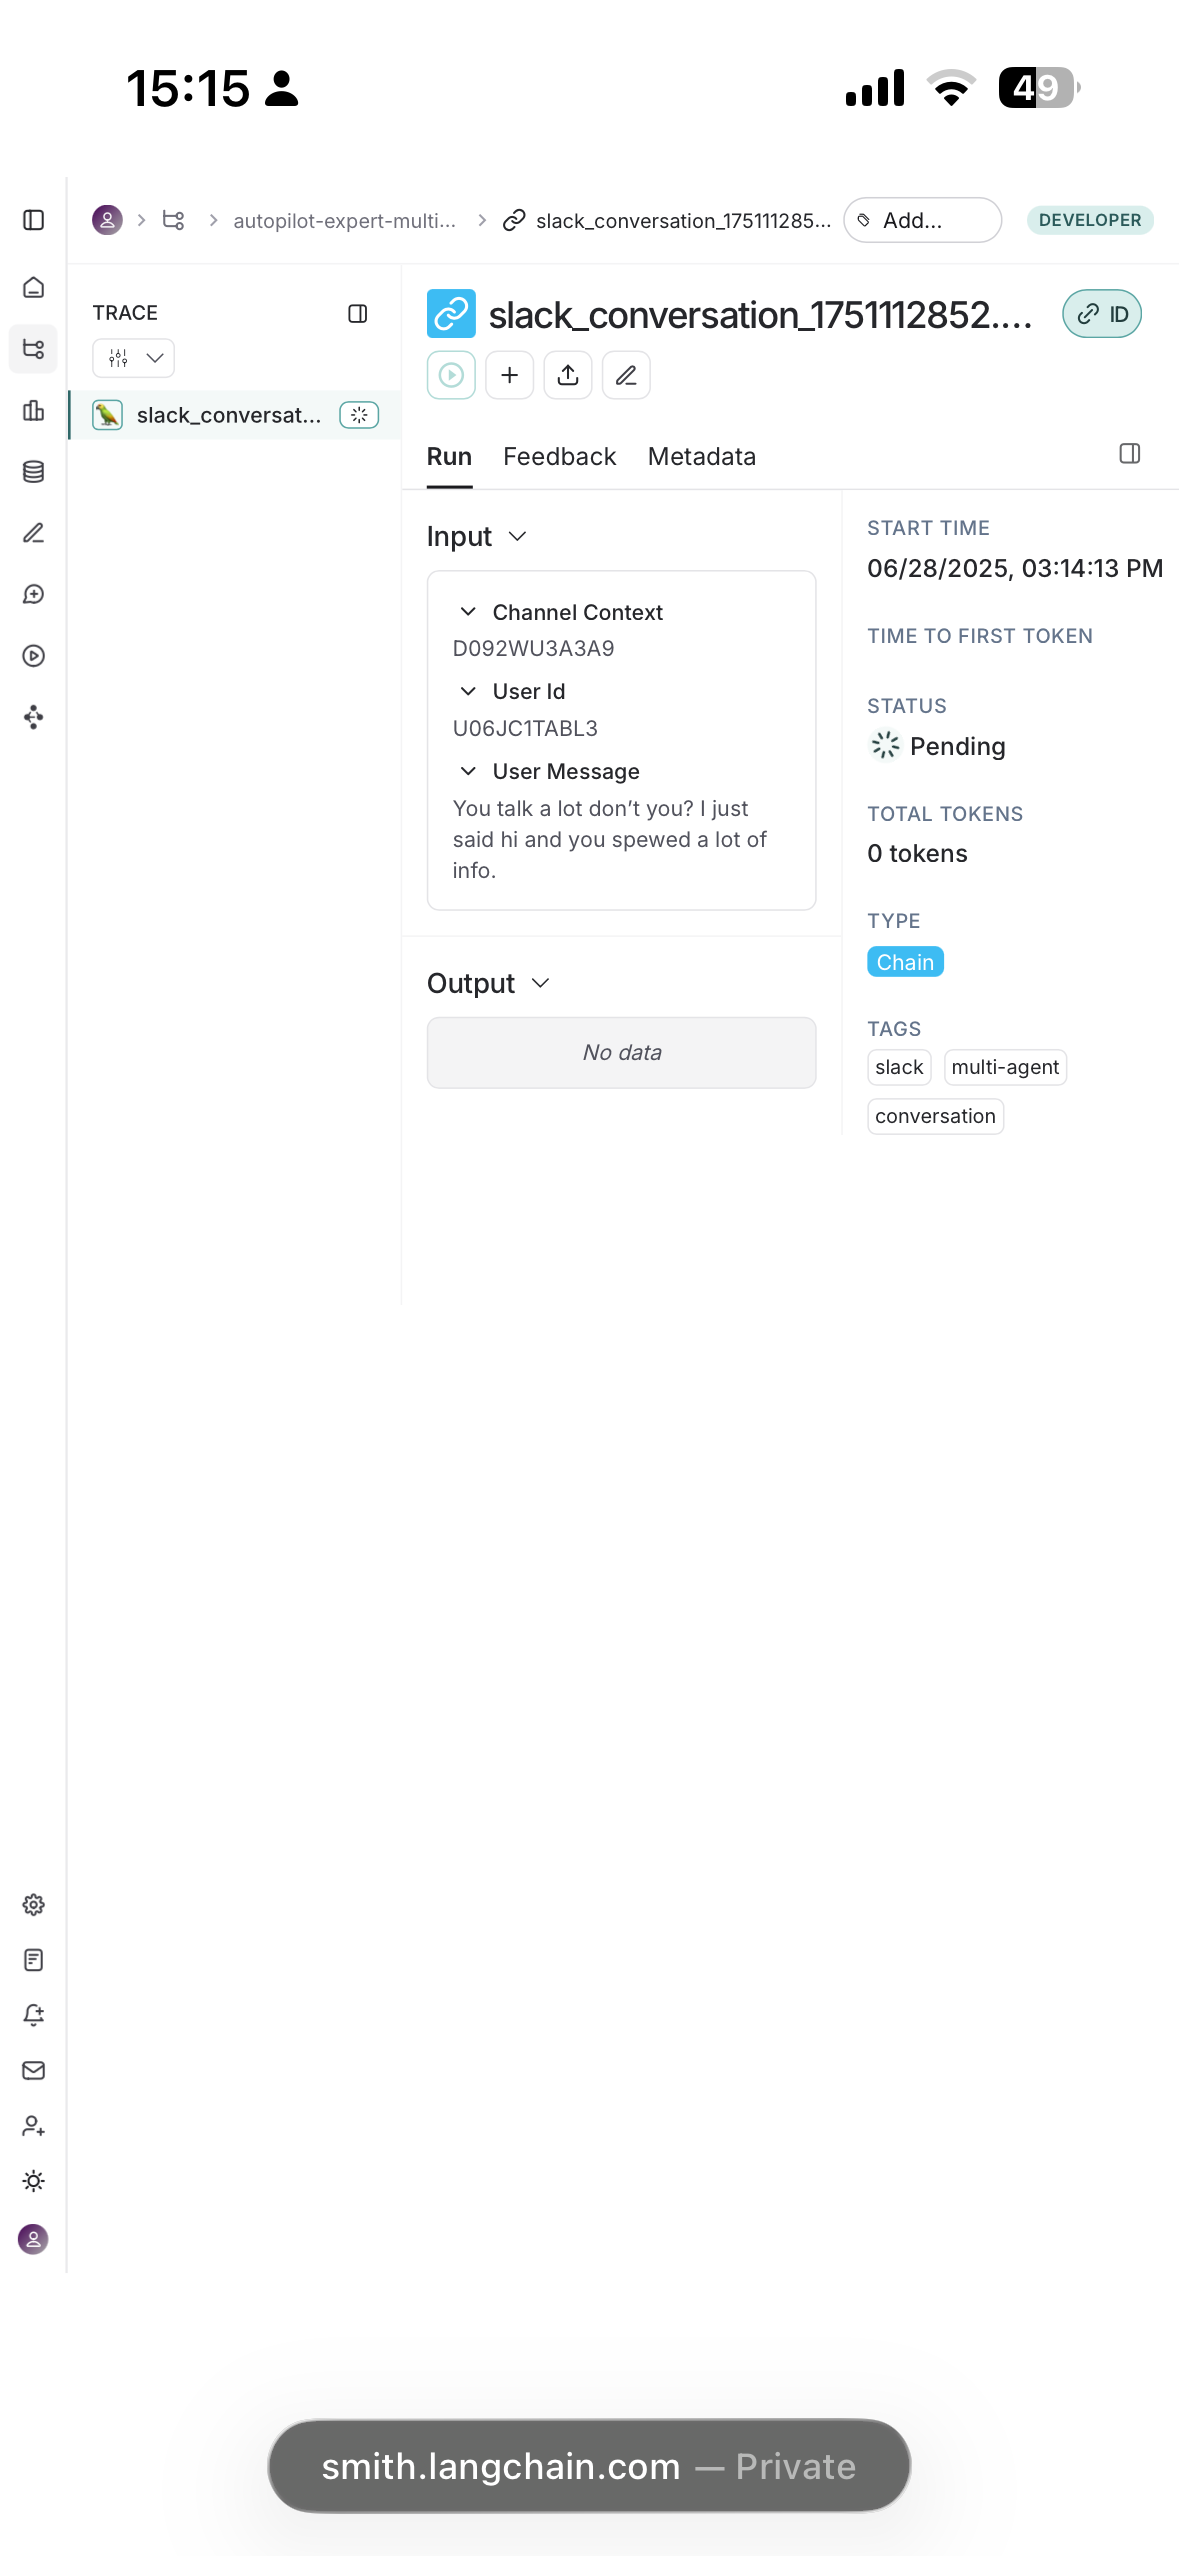 15:15
49
autopilot-expert-multi...
slack_conversation_175111285...
Add...
DEVELOPER
TRACE
slack_conversat...
slack_conversation_1751112852....
ID
Run
Feedback
Metadata
Input
Channel Context
D092WU3A3A9
User Id
U06JC1TABL3
User Message
You talk a lot don’t you? I just
said hi and you spewed a lot of
info.
Output
No data
START TIME
06/28/2025, 03:14:13 PM
TIME TO FIRST TOKEN
STATUS
Pending
TOTAL TOKENS
0 tokens
TYPE
Chain
TAGS
slack
multi-agent
conversation
smith.langchain.com — Private